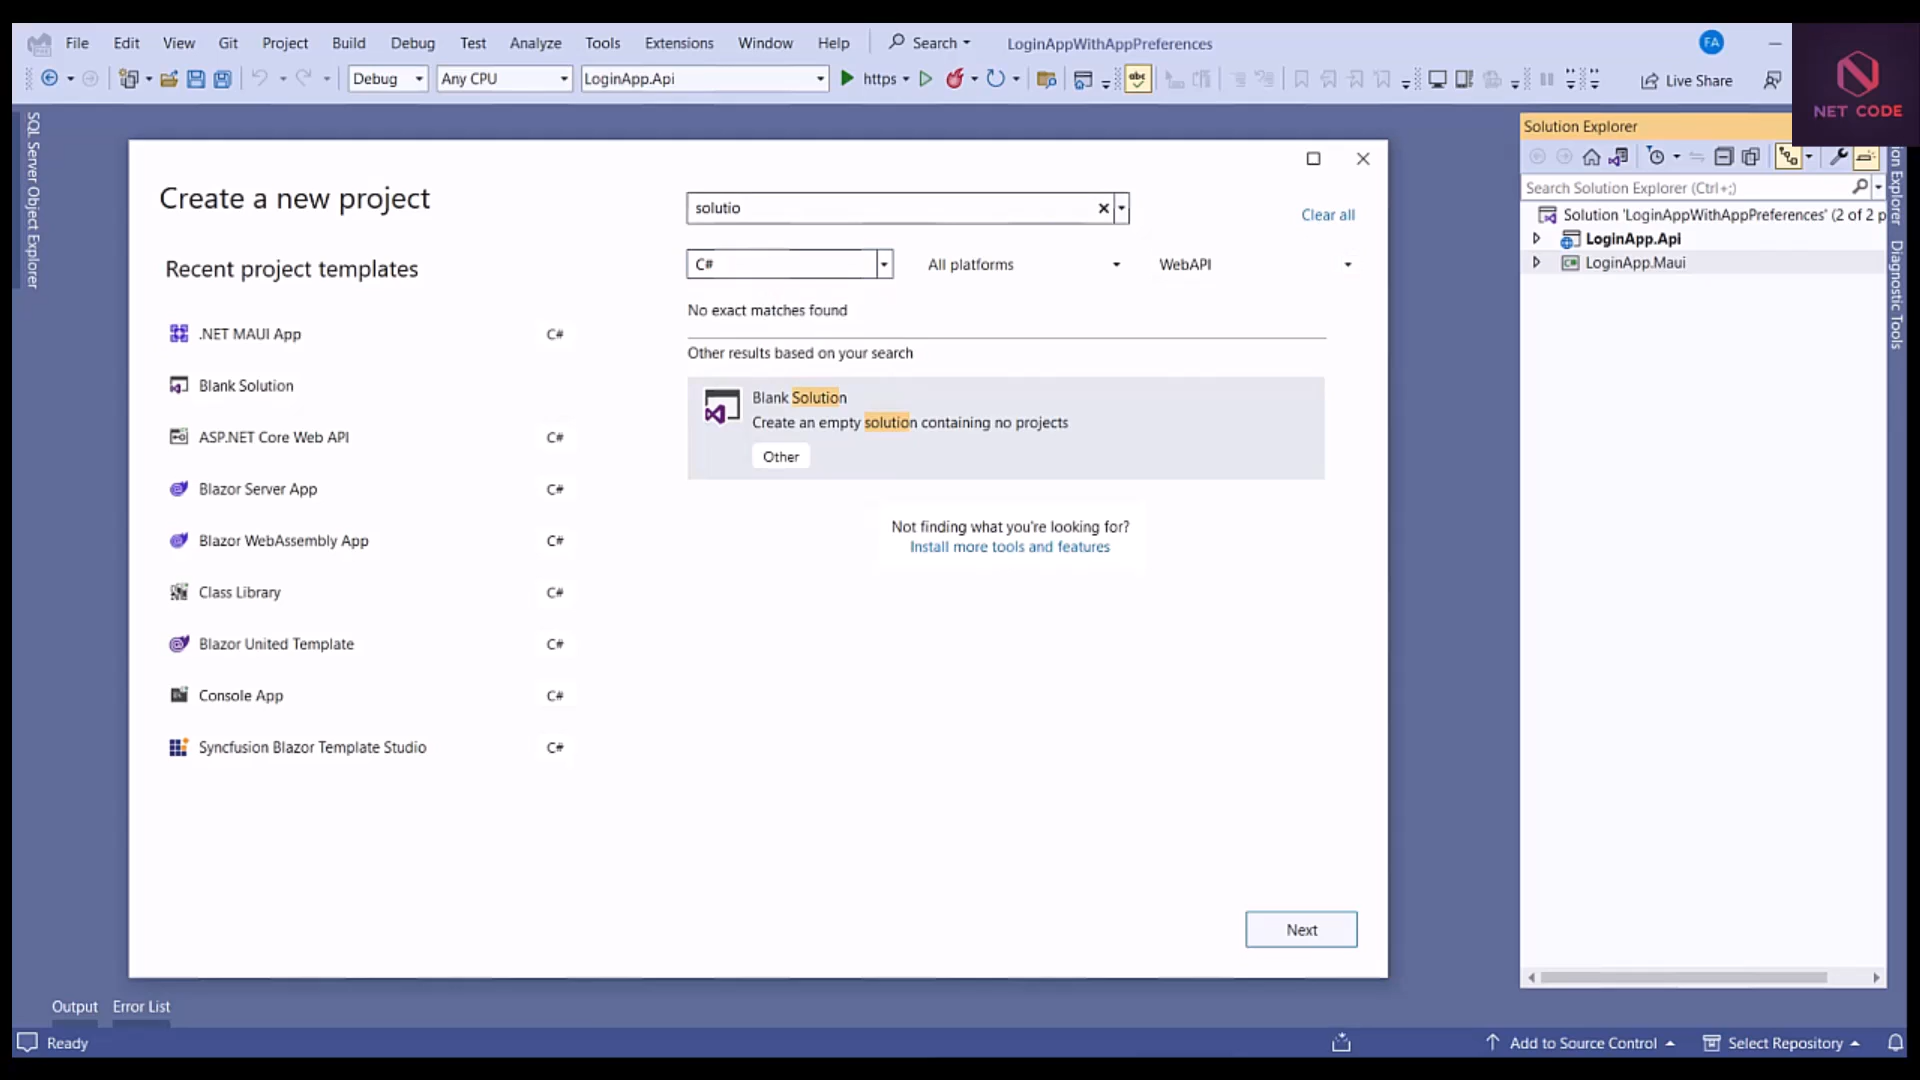 File Edit View Git Project Build Debug Test Analyze Tools Extensions Window Help Search LoginAppWithAppPreferences FA
Debug Any CPU LoginApp.Api https abc Live Share
NET CODE
SQL Server Object Explorer
Create a new project
Recent project templates
.NET MAUI App C#
Blank Solution
ASP.NET Core Web API C#
Blazor Server App C#
Blazor WebAssembly App C#
Class Library C#
Blazor United Template C#
Console App C#
Syncfusion Blazor Template Studio C#
solutio
Clear all
C# All platforms WebAPI
No exact matches found
Other results based on your search
Blank Solution
Create an empty solution containing no projects
Other
Not finding what you're looking for?
Install more tools and features
Next
Solution Explorer
Search Solution Explorer (Ctrl+;)
Solution 'LoginAppWithAppPreferences' (2 of 2 p
LoginApp.Api
LoginApp.Maui
ion Explorer
Diagnostic Tools
Output Error List
Ready Add to Source Control Select Repository